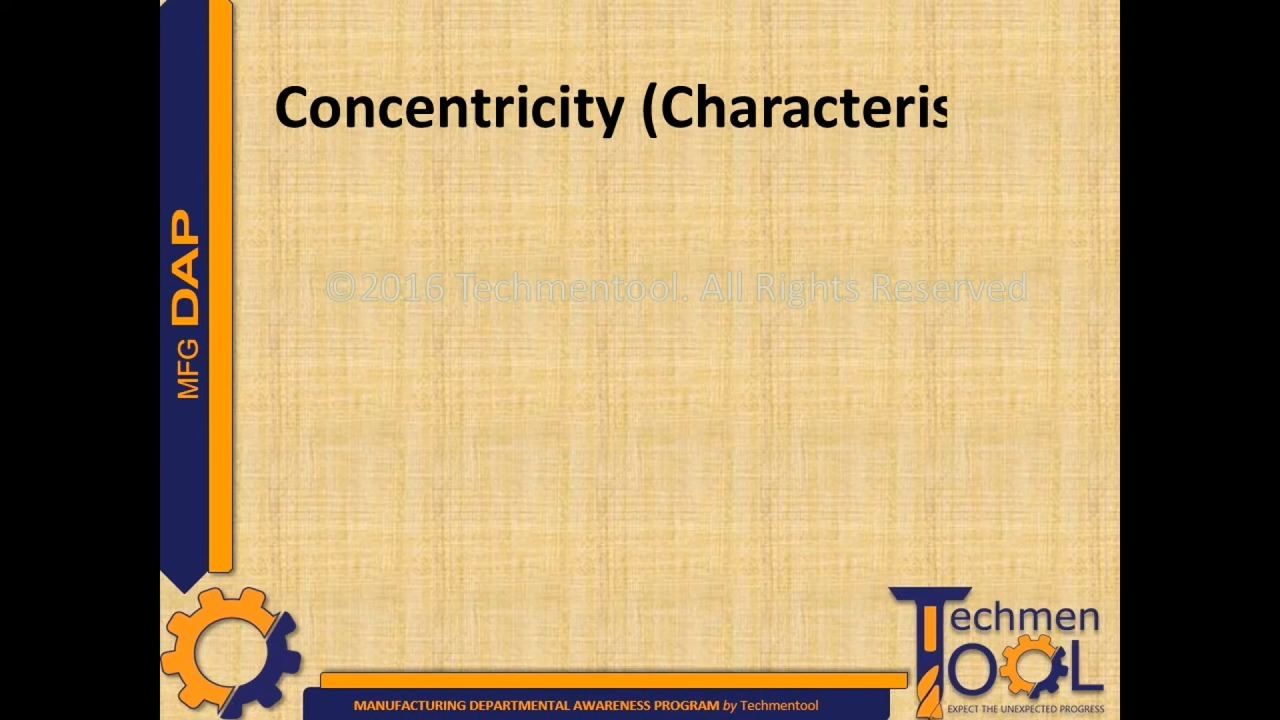 Concentricity (Characteris
©2016 Techmentool. All Rights Reserved
MFG DAP
Techmen
TOOL
EXPECT THE UNEXPECTED PROGRESS
MANUFACTURING DEPARTMENTAL AWARENESS PROGRAM by Techmentool